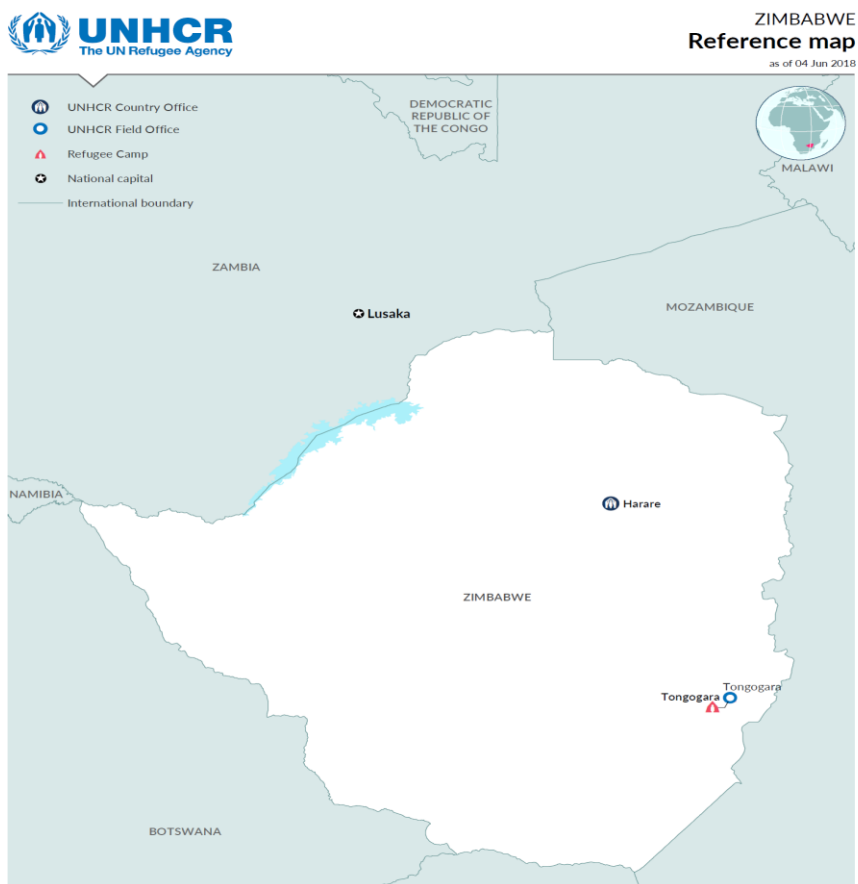 UNHCR
The UN Refugee Agency
ZIMBABWE
Reference map
as of 04 Jun 2018
UNHCR Country Office
UNHCR Field Office
Refugee Camp
National capital
International boundary
DEMOCRATIC
REPUBLIC OF
THE CONGO
MALAWI
ZAMBIA
MOZAMBIQUE
Lusaka
NAMIBIA
Harare
ZIMBABWE
Tongogara
Tongogara
BOTSWANA